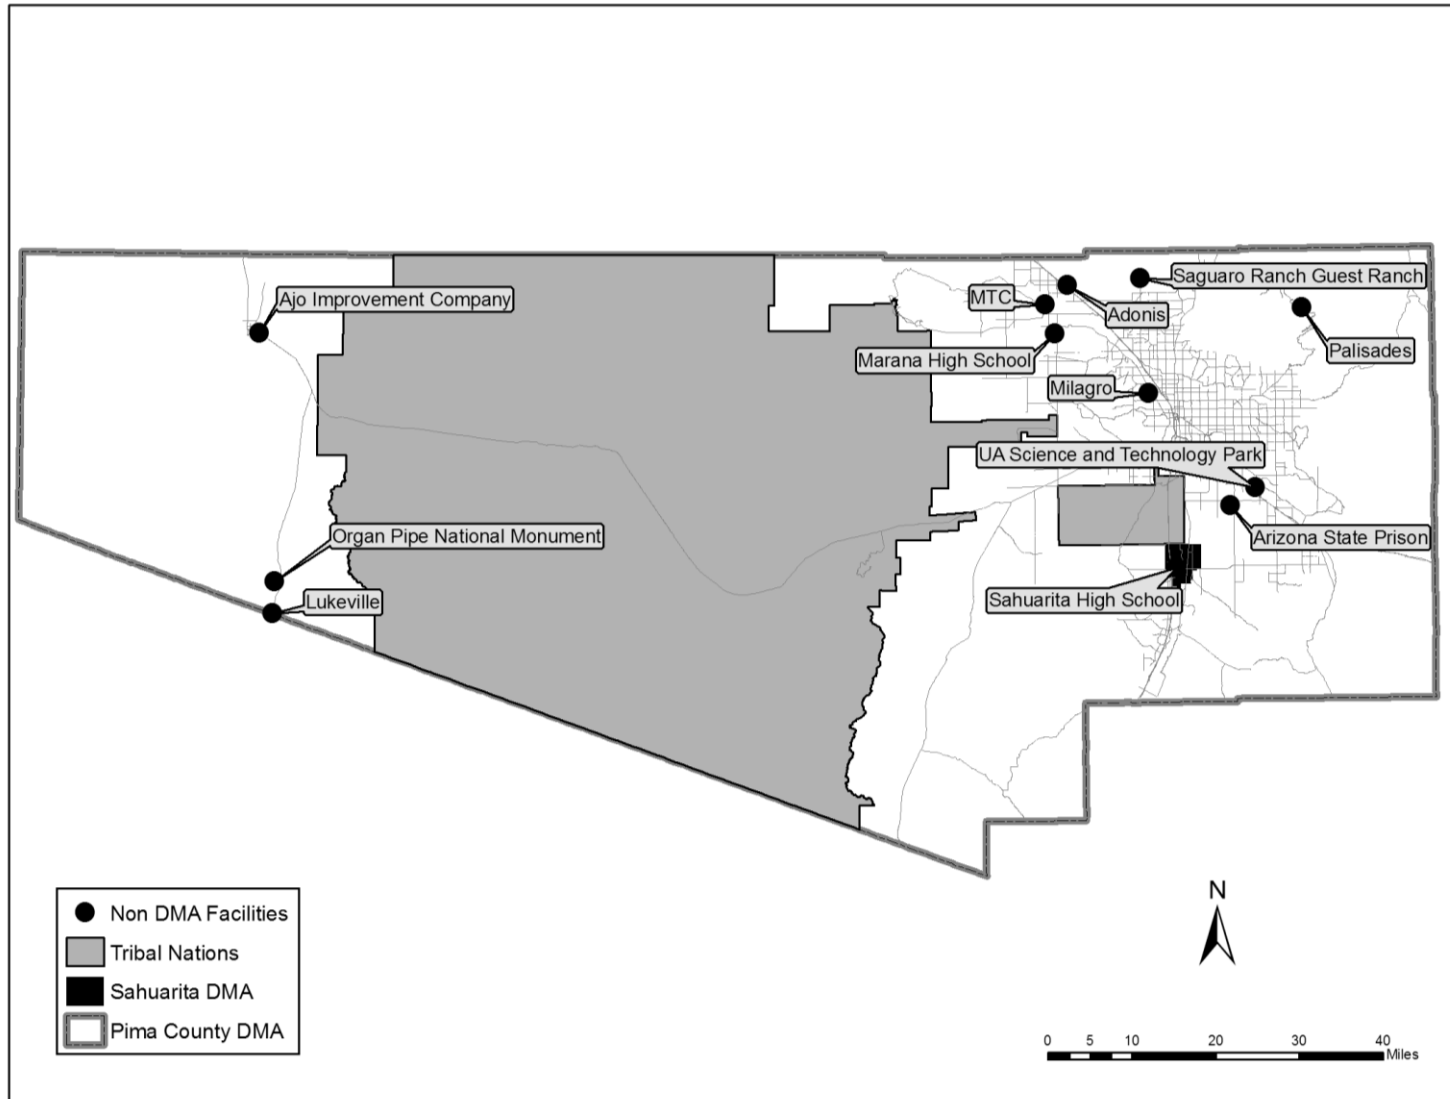 Saguaro Ranch Guest Ranch
Ajo Improvement Company
MTC
Adonis
Palisades
Marana High School
Milagro
UA Science and Technology Park
Organ Pipe National Monument
Arizona State Prison
Lukeville
Sahuarita High School
Non DMA Facilities
Tribal Nations
Sahuarita DMA
Pima County DMA
N
0 5 10 20 30 40
Miles